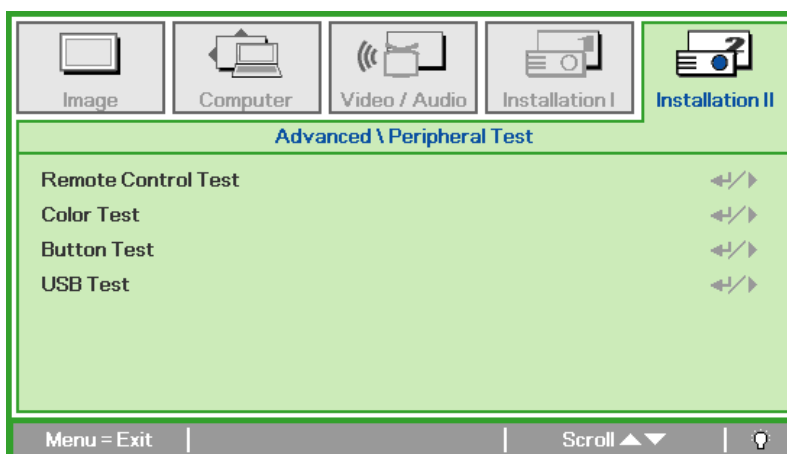 Image Computer Video / Audio Installation I Installation II
Advanced \ Peripheral Test
Remote Control Test
Color Test
Button Test
USB Test
Menu = Exit Scroll